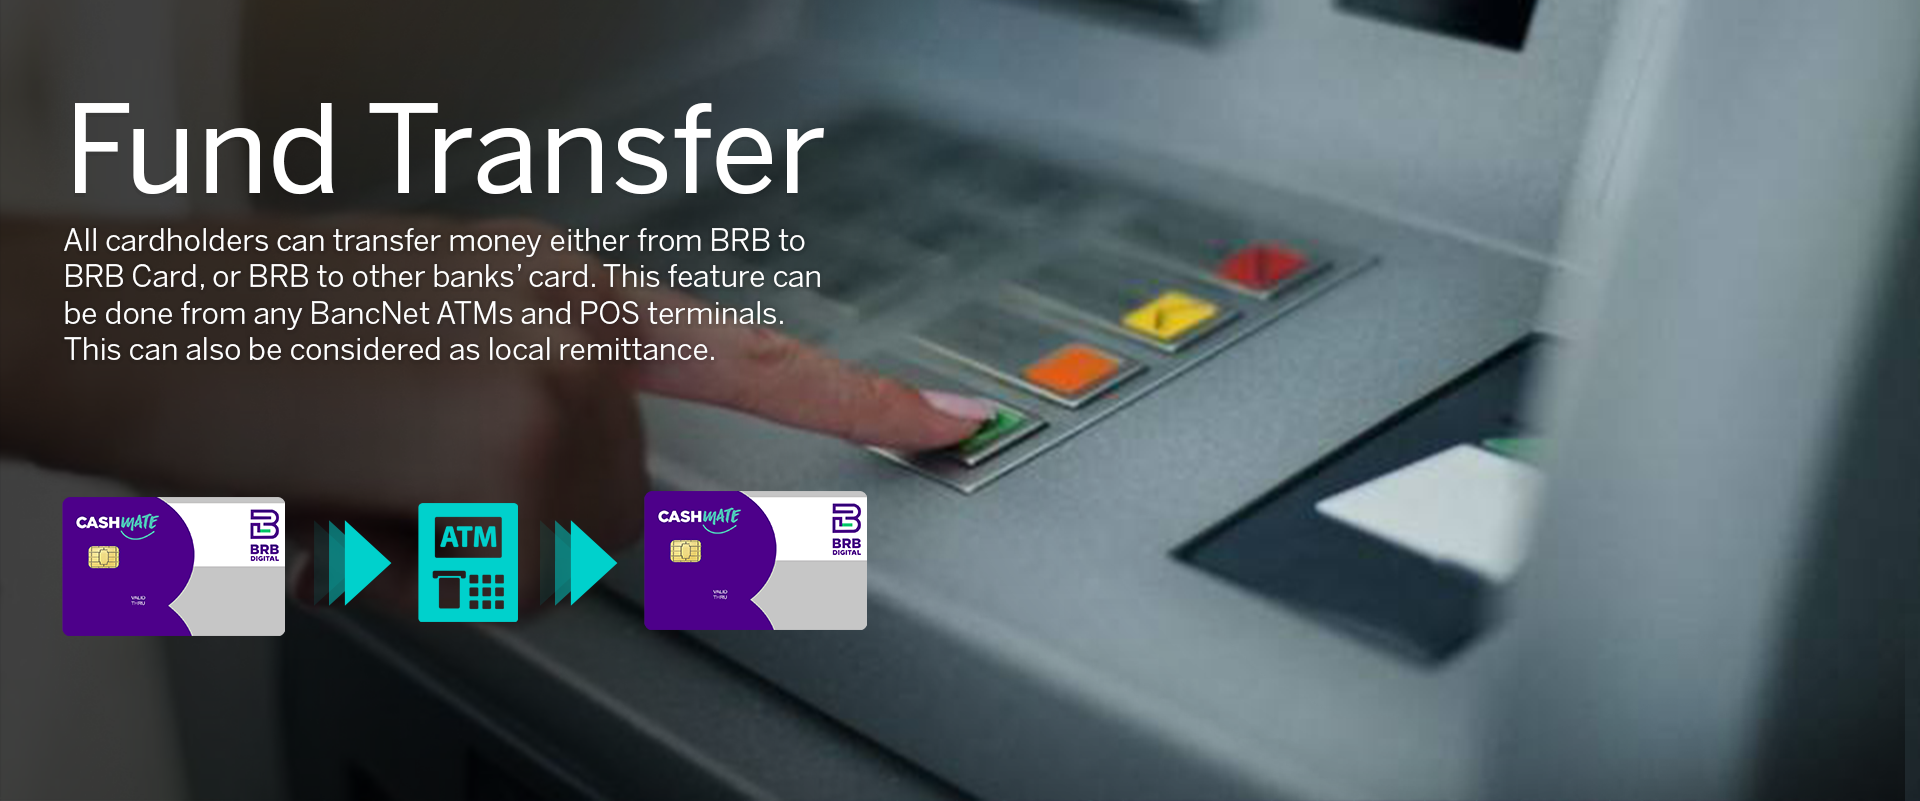 Fund Transfer
All cardholders can transfer money either from BRB to
BRB Card, or BRB to other banks’ card. This feature can
be done from any BancNet ATMs and POS terminals.
This can also be considered as local remittance.
CASHMATE
BRB
DIGITAL
VALID
THRU
ATM
CASHMATE
BRB
DIGITAL
VALID
THRU